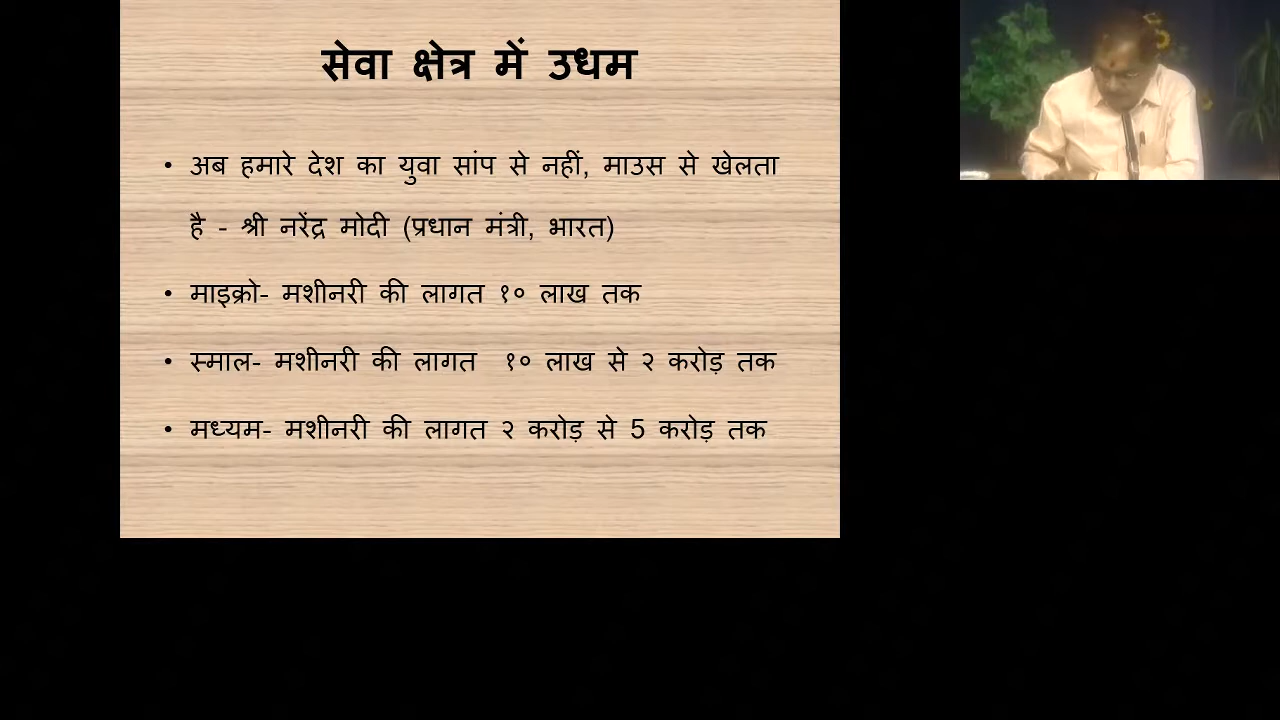 सेवा क्षेत्र में उधम
• अब हमारे देश का युवा सांप से नहीं, माउस से खेलता
है - श्री नरेंद्र मोदी (प्रधान मंत्री, भारत)
• माइक्रो- मशीनरी की लागत १० लाख तक
• स्माल- मशीनरी की लागत १० लाख से २ करोड़ तक
• मध्यम- मशीनरी की लागत २ करोड़ से 5 करोड़ तक